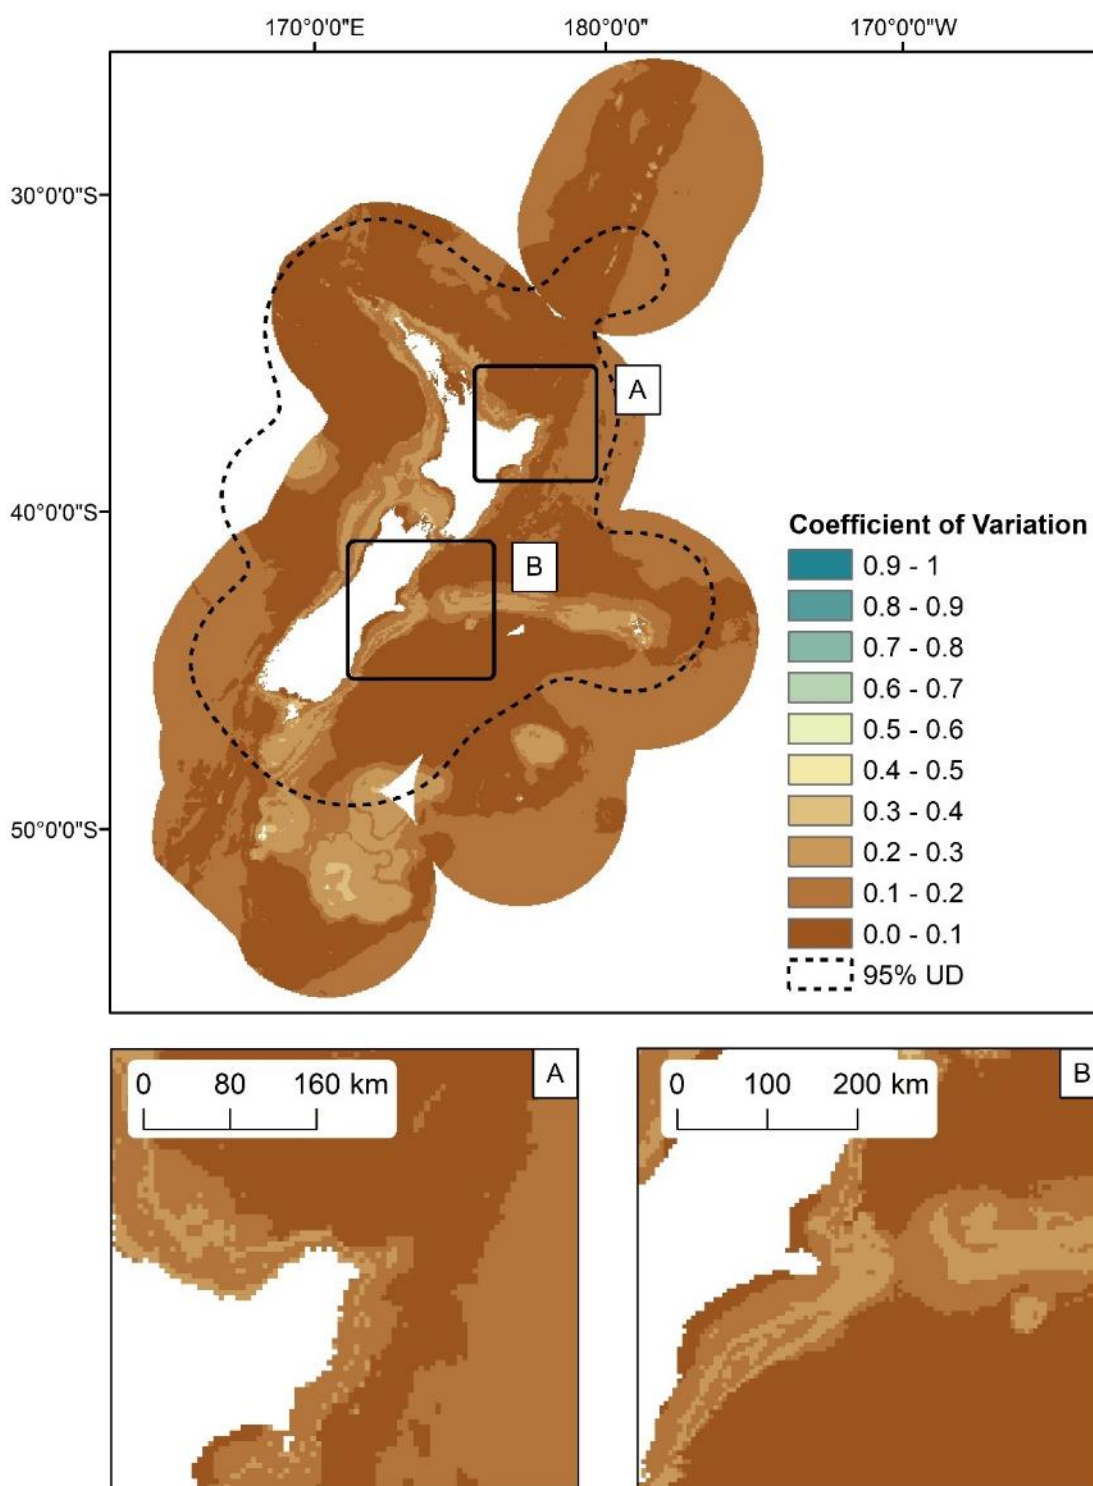 170°0'0"E 180°0'0" 170°0'0"W
30°0'0"S
A
40°0'0"S
B
50°0'0"S
Coefficient of Variation
0.9 - 1
0.8 - 0.9
0.7 - 0.8
0.6 - 0.7
0.5 - 0.6
0.4 - 0.5
0.3 - 0.4
0.2 - 0.3
0.1 - 0.2
0.0 - 0.1
95% UD
0 80 160 km
A
0 100 200 km
B